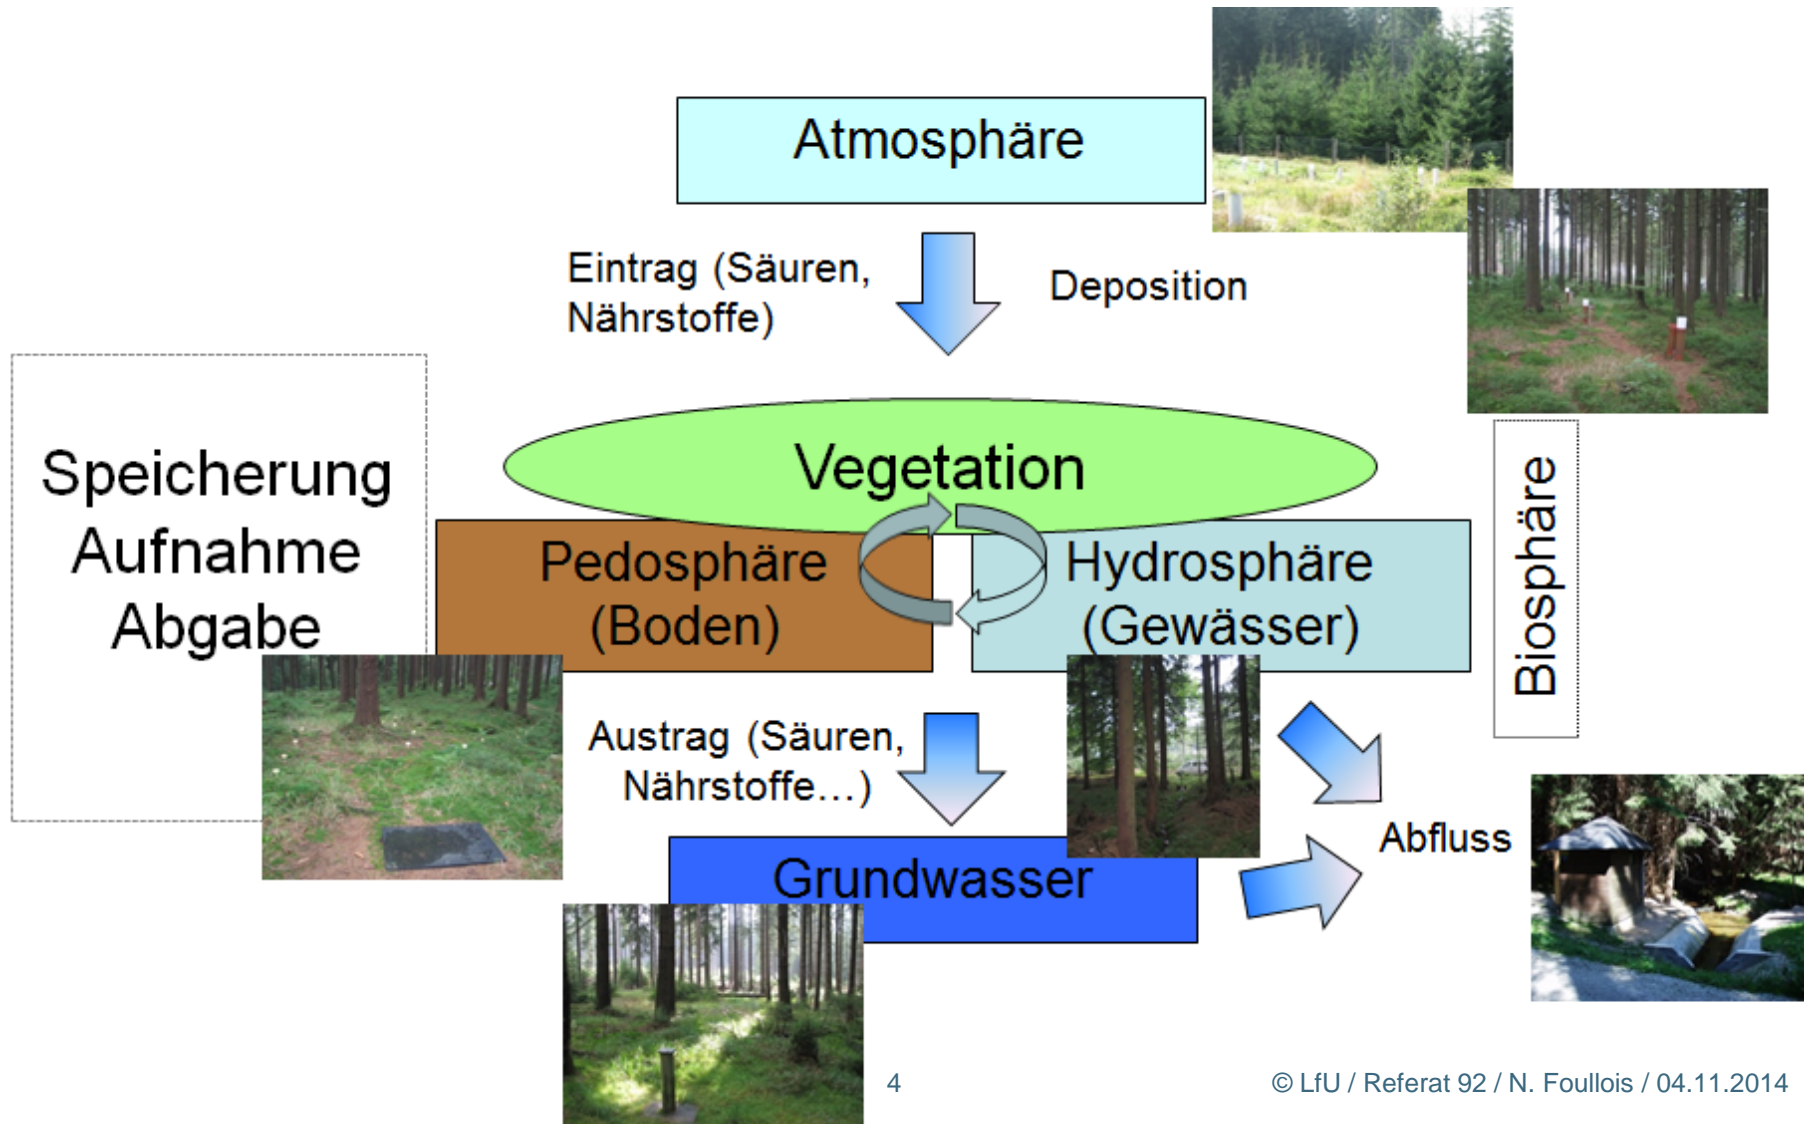 Atmosphäre
Eintrag (Säuren,
Nährstoffe)
Deposition
Speicherung
Aufnahme
Abgabe
Vegetation
Pedosphäre
(Boden)
Hydrosphäre
(Gewässer)
Biosphäre
Austrag (Säuren,
Nährstoffe…)
Abfluss
Grundwasser
4
© LfU / Referat 92 / N. Foullois / 04.11.2014